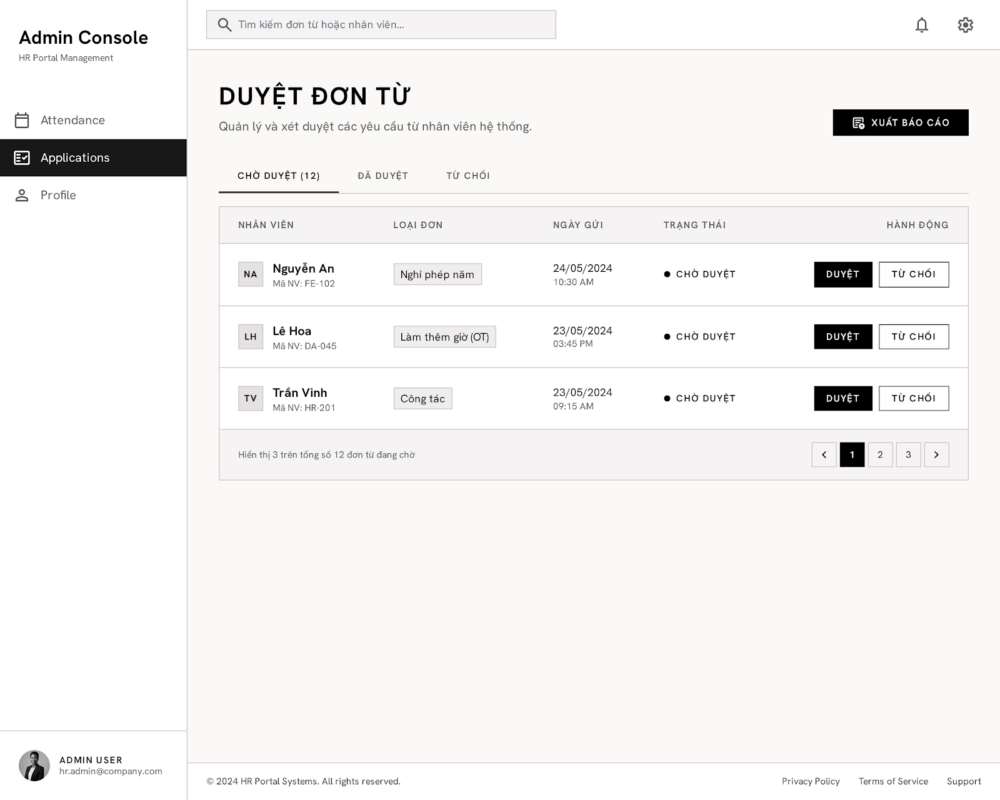 Admin Console
HR Portal Management
Attendance
Applications
Profile
ADMIN USER
hr.admin@company.com
Tìm kiếm đơn từ hoặc nhân viên...
DUYỆT ĐƠN TỪ
Quản lý và xét duyệt các yêu cầu từ nhân viên hệ thống.
XUẤT BÁO CÁO
CHỜ DUYỆT (12) ĐÃ DUYỆT TỪ CHỐI
NHÂN VIÊN LOẠI ĐƠN NGÀY GỬI TRẠNG THÁI HÀNH ĐỘNG
NA Nguyễn An Nghỉ phép năm 24/05/2024 CHỜ DUYỆT DUYỆT TỪ CHỐI
Mã NV: FE-102 10:30 AM
LH Lê Hoa Làm thêm giờ (OT) 23/05/2024 CHỜ DUYỆT DUYỆT TỪ CHỐI
Mã NV: DA-045 03:45 PM
TV Trần Vinh Công tác 23/05/2024 CHỜ DUYỆT DUYỆT TỪ CHỐI
Mã NV: HR-201 09:15 AM
Hiển thị 3 trên tổng số 12 đơn từ đang chờ 1 2 3
© 2024 HR Portal Systems. All rights reserved. Privacy Policy Terms of Service Support